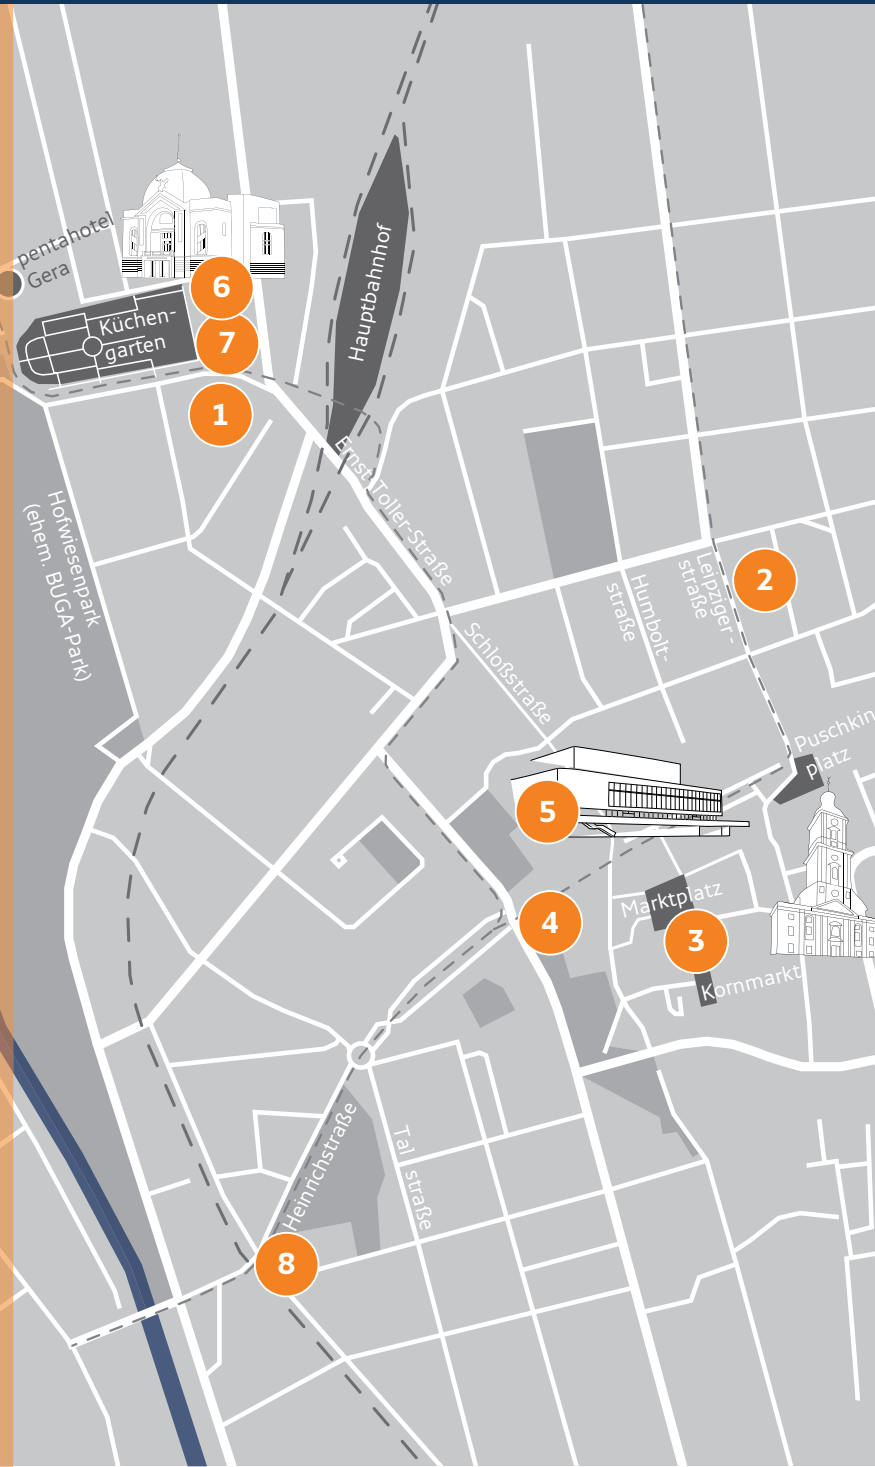 pentahotel
Gera
6
Küchen-
garten
7
1
Hauptbahnhof
Ernst-Toller-Straße
Hofwiesenpark
(ehem. BUGA-Park)
2
Leipziger-
straße
Humbolt-
straße
Schloßstraße
Puschkin
platz
5
Marktplatz
4
3
Kornmarkt
Heinrichstraße
Tal straße
8